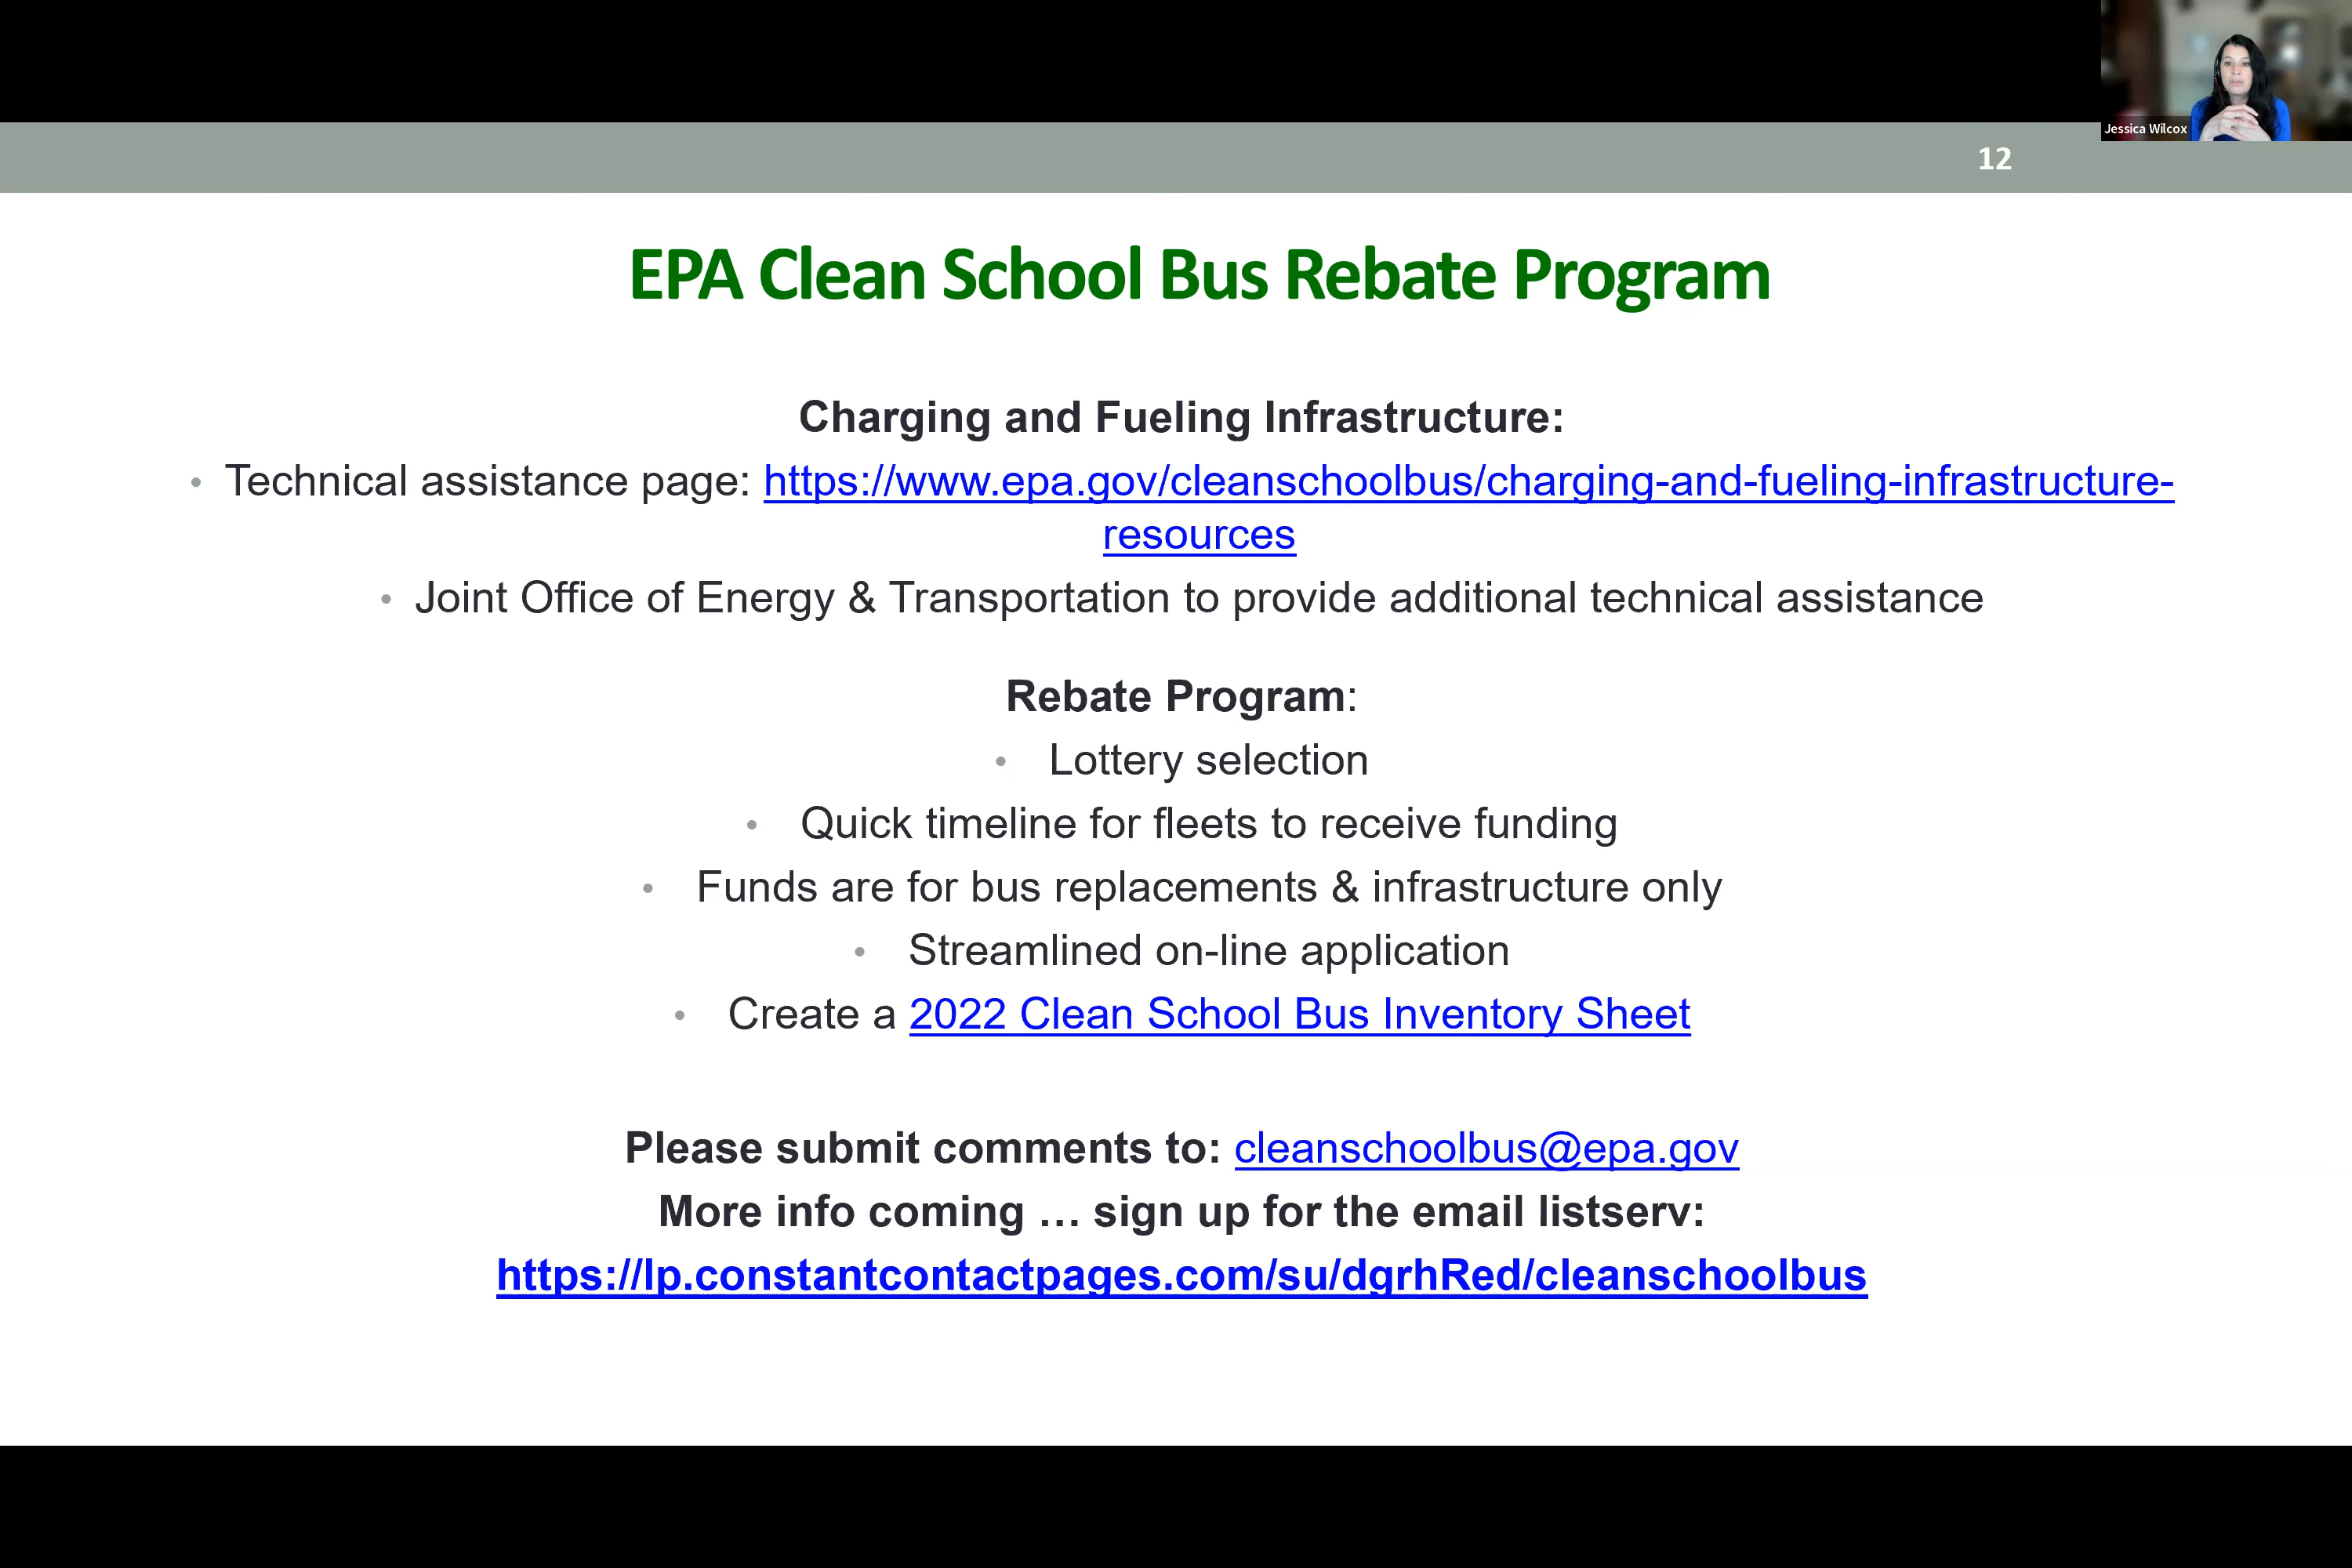 Jessica Wilcox
12
EPA Clean School Bus Rebate Program
Charging and Fueling Infrastructure:
• Technical assistance page: https://www.epa.gov/cleanschoolbus/charging-and-fueling-infrastructure-
resources
• Joint Office of Energy & Transportation to provide additional technical assistance
Rebate Program:
• Lottery selection
• Quick timeline for fleets to receive funding
• Funds are for bus replacements & infrastructure only
• Streamlined on-line application
• Create a 2022 Clean School Bus Inventory Sheet
Please submit comments to: cleanschoolbus@epa.gov
More info coming … sign up for the email listserv:
https://lp.constantcontactpages.com/su/dgrhRed/cleanschoolbus